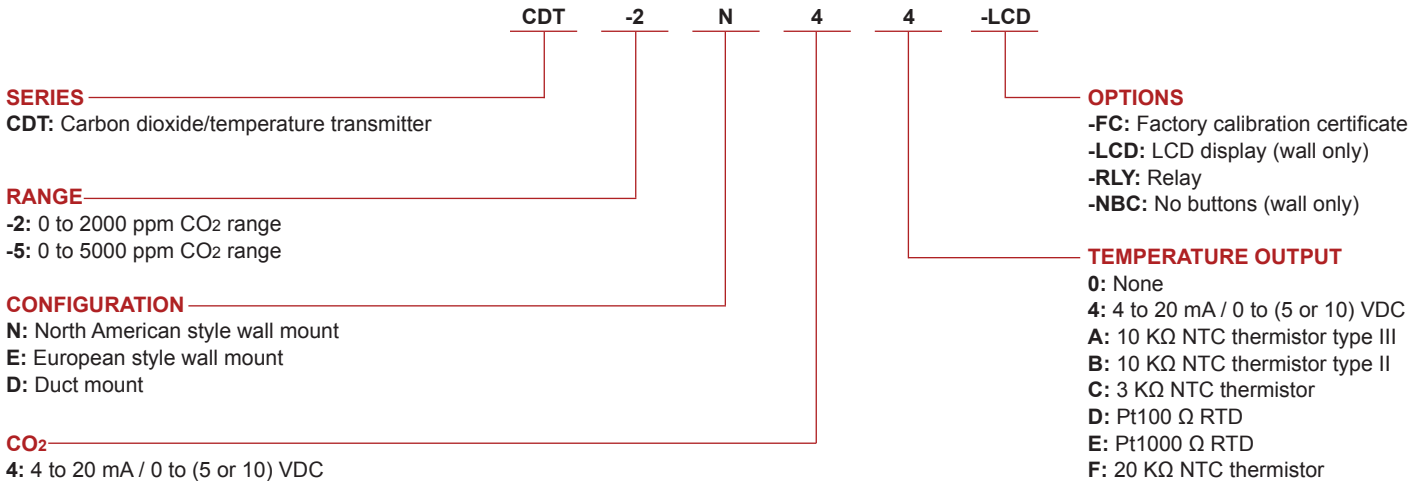 CDT -2 N 4 4 -LCD
SERIES
CDT: Carbon dioxide/temperature transmitter
RANGE
-2: 0 to 2000 ppm CO2 range
-5: 0 to 5000 ppm CO2 range
CONFIGURATION
N: North American style wall mount
E: European style wall mount
D: Duct mount
CO2
4: 4 to 20 mA / 0 to (5 or 10) VDC
OPTIONS
-FC: Factory calibration certificate
-LCD: LCD display (wall only)
-RLY: Relay
-NBC: No buttons (wall only)
TEMPERATURE OUTPUT
0: None
4: 4 to 20 mA / 0 to (5 or 10) VDC
A: 10 KΩ NTC thermistor type III
B: 10 KΩ NTC thermistor type II
C: 3 KΩ NTC thermistor
D: Pt100 Ω RTD
E: Pt1000 Ω RTD
F: 20 KΩ NTC thermistor